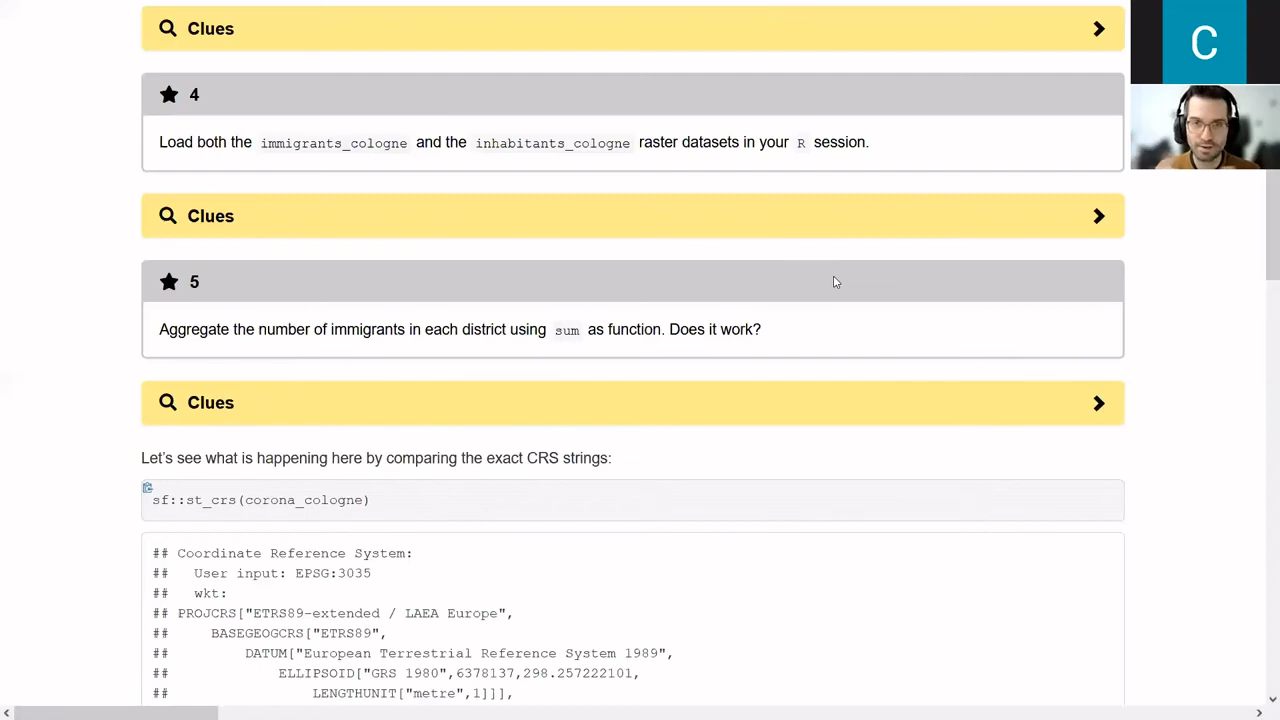 Clues
C
4
Load both the immigrants_cologne and the inhabitants_cologne raster datasets in your R session.
Clues
5
Aggregate the number of immigrants in each district using sum as function. Does it work?
Clues
Let’s see what is happening here by comparing the exact CRS strings:
sf::st_crs(corona_cologne)
## Coordinate Reference System:
##   User input: EPSG:3035
##   wkt:
## PROJCRS["ETRS89-extended / LAEA Europe",
##     BASEGEOGCRS["ETRS89",
##         DATUM["European Terrestrial Reference System 1989",
##             ELLIPSOID["GRS 1980",6378137,298.257222101,
##                 LENGTHUNIT["metre",1]]],